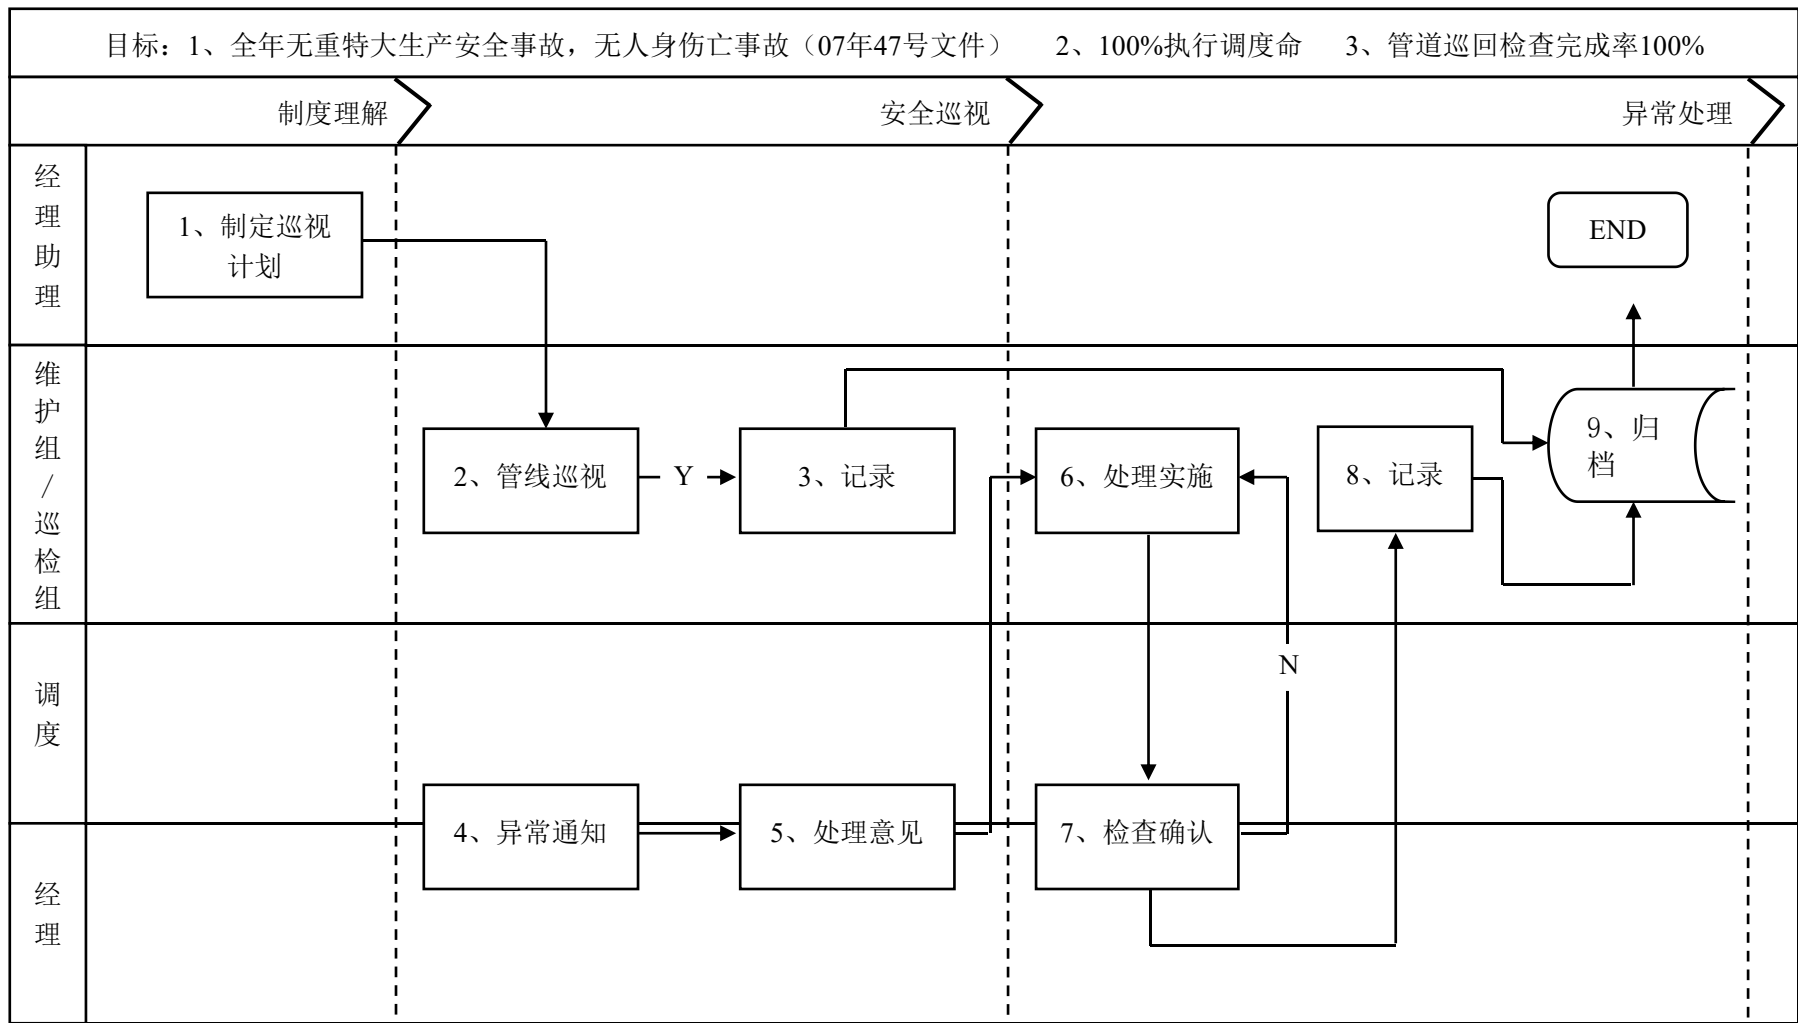 目标：1、全年无重特大生产安全事故，无人身伤亡事故（07年47号文件） 2、100%执行调度命 3、管道巡回检查完成率100%
制度理解
安全巡视
异常处理
经理助理
1、制定巡视
计划
END
维护组/巡检组
2、管线巡视
Y
3、记录
6、处理实施
8、记录
9、归
档
调度
N
4、异常通知
5、处理意见
7、检查确认
经理